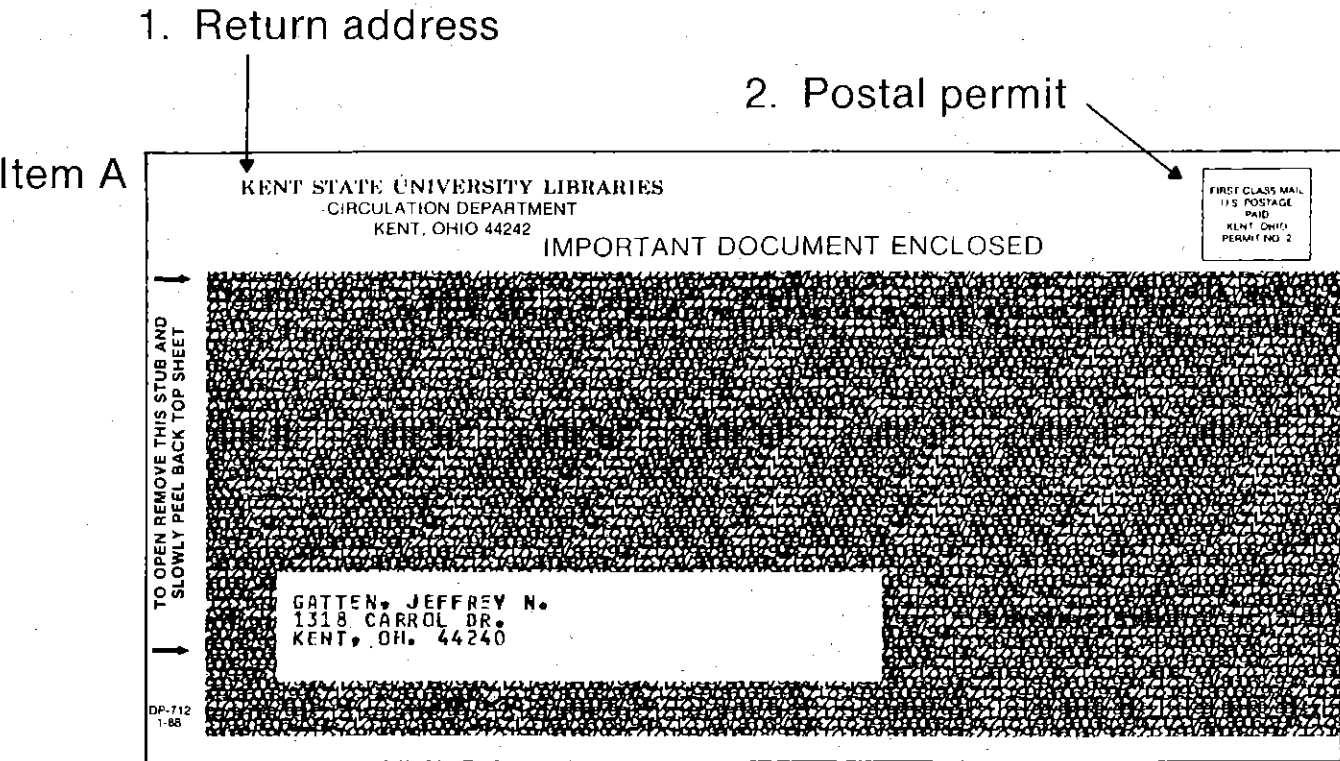 1. Return address
2. Postal permit
Item A
KENT STATE UNIVERSITY LIBRARIES
CIRCULATION DEPARTMENT
KENT, OHIO 44242
IMPORTANT DOCUMENT ENCLOSED
FIRST CLASS MAIL
U.S. POSTAGE
PAID
KENT OHIO
PERMIT NO. 2
TO OPEN REMOVE THIS STUB AND
SLOWLY PEEL BACK TOP SHEET
GATTEN, JEFFREY N.
1318 CARROL DR.
KENT, OH. 44240
DP-712
1-88